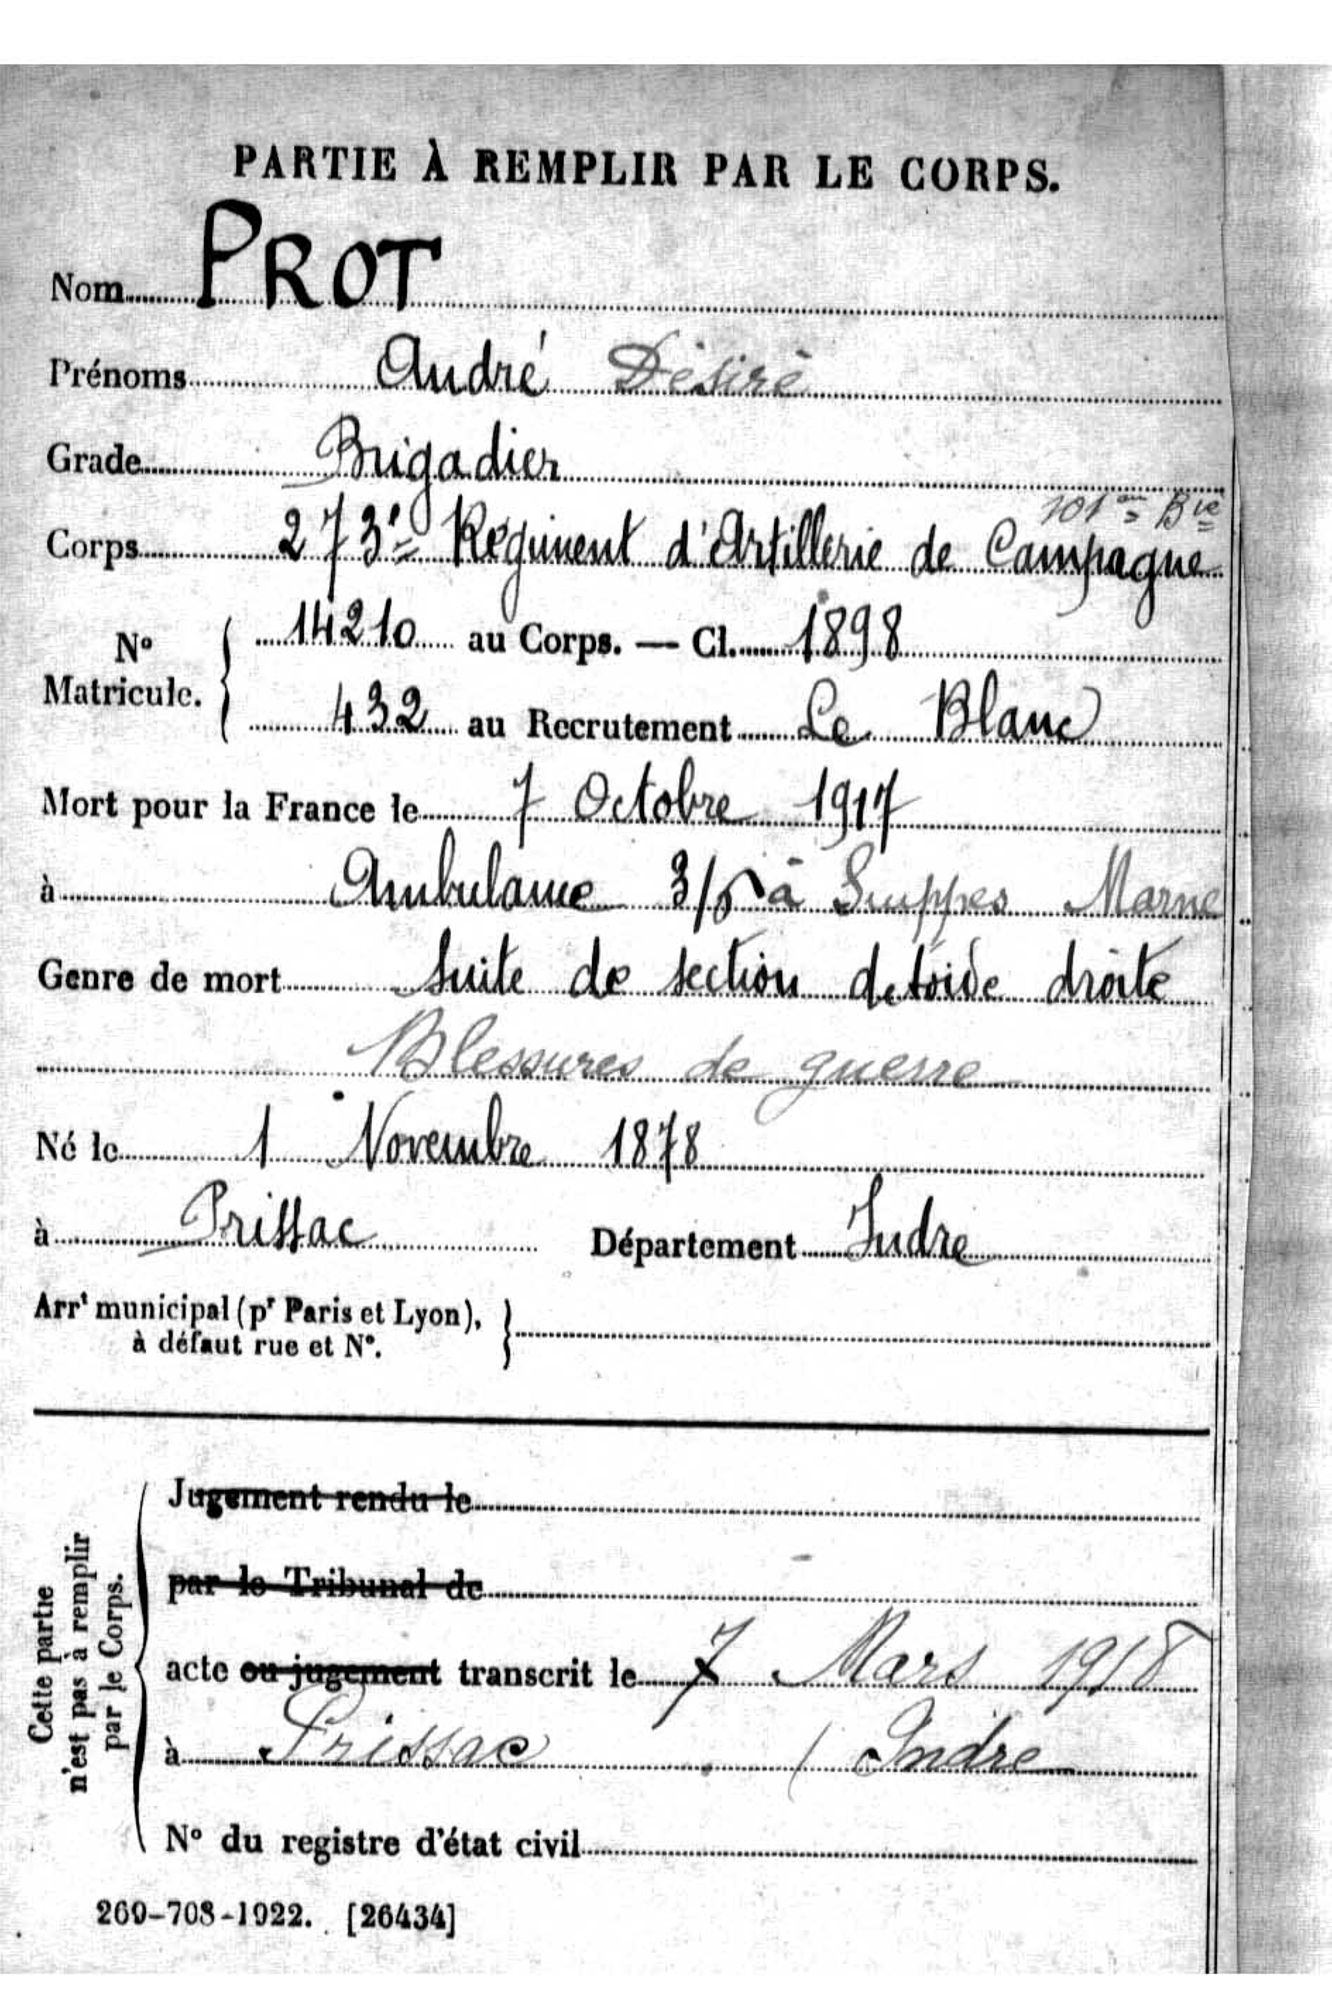 PARTIE À REMPLIR PAR LE CORPS.
Nom PROT
Prénoms André Désiré
Grade Brigadier
101e Bie
Corps 273e Régiment d'Artillerie de Campagne
No Matricule. { 14210 au Corps. — Cl. 1898
432 au Recrutement Le Blanc
Mort pour la France le 7 Octobre 1917
à Ambulance 3/5 à Suippes Marne
Genre de mort Suite de section droite
Blessures de guerre
Né le 1 Novembre 1878
à Prissac Département Indre
Arrt municipal (pr Paris et Lyon), }
à défaut rue et No.
Cette partie
n'est pas à remplir
par le Corps.
Jugement rendu le
par le Tribunal de
acte ou jugement transcrit le 7 Mars 1918
à Prissac (Indre
No du registre d'état civil
269-708-1922. [26434]